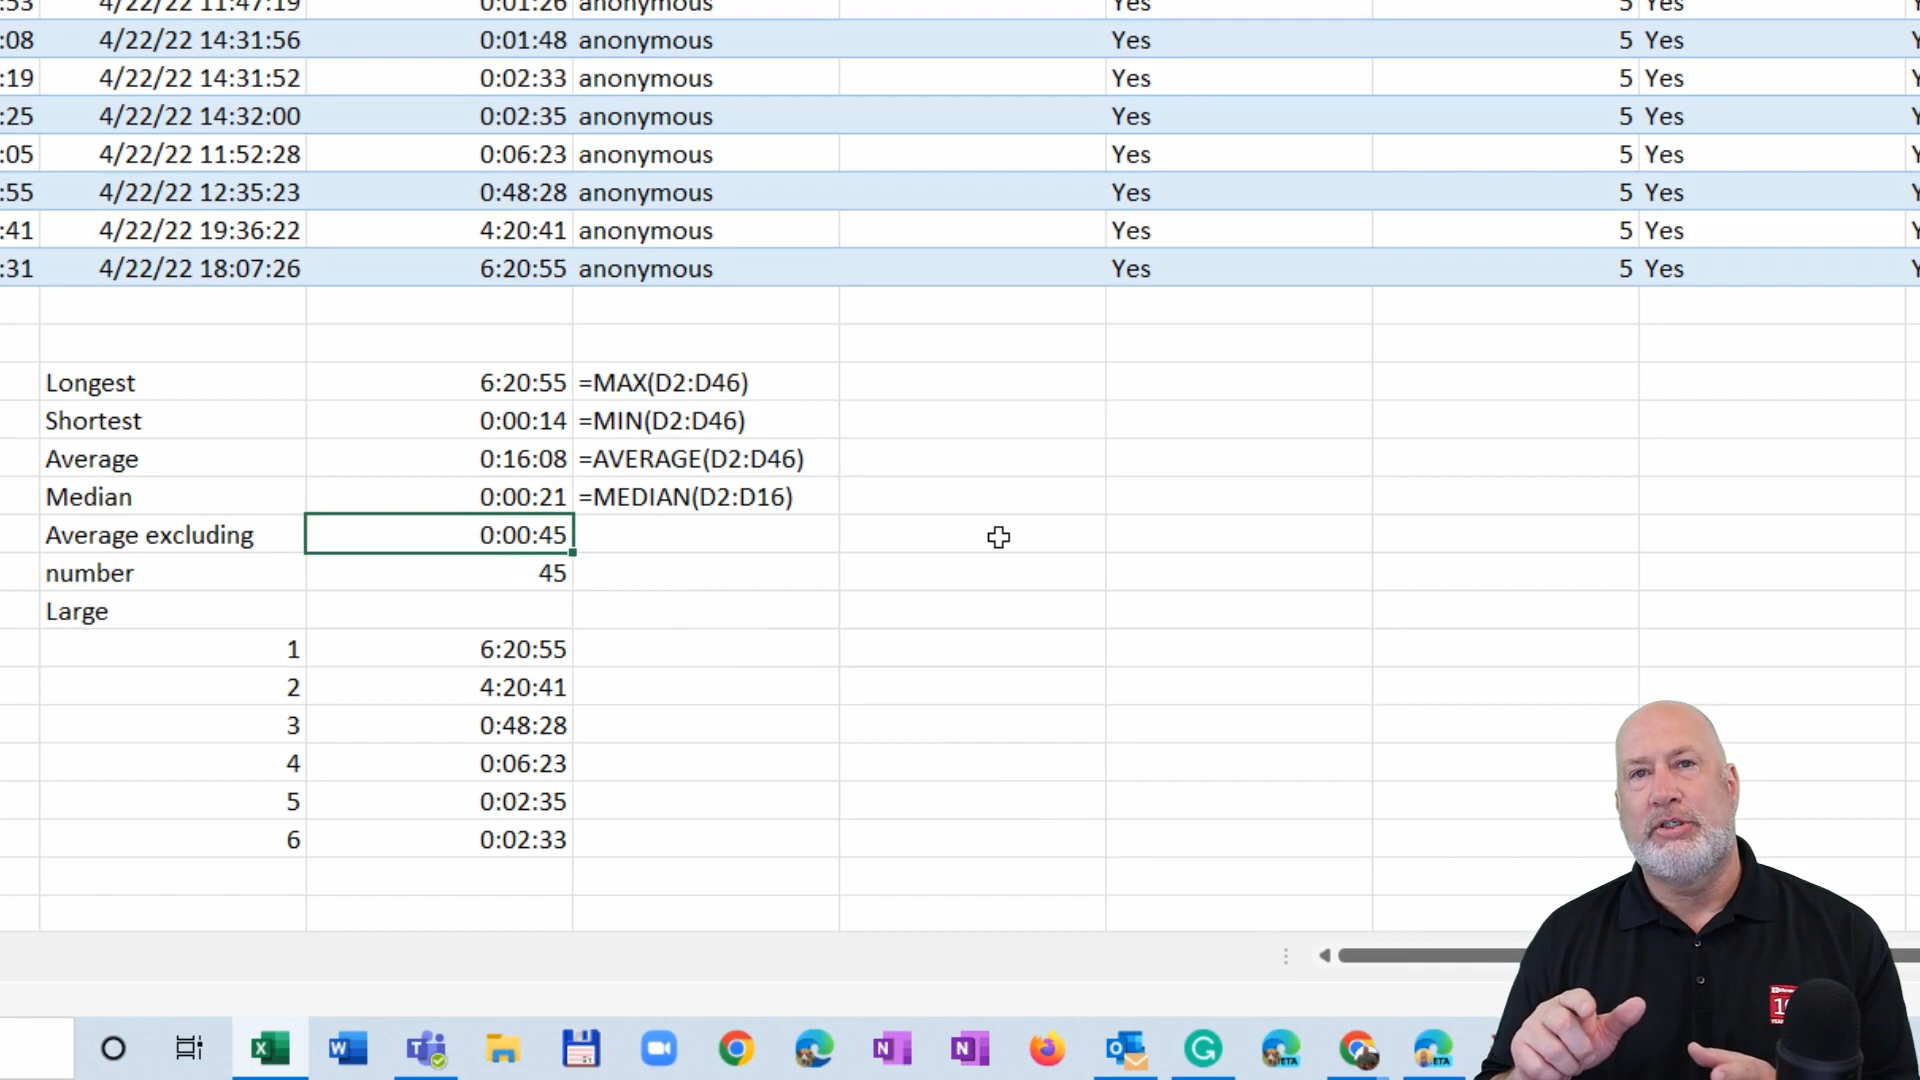 :53 4/22/22 11:47:19 0:01:26 anonymous Yes 5 Yes
:08 4/22/22 14:31:56 0:01:48 anonymous Yes 5 Yes
:19 4/22/22 14:31:52 0:02:33 anonymous Yes 5 Yes
:25 4/22/22 14:32:00 0:02:35 anonymous Yes 5 Yes
:05 4/22/22 11:52:28 0:06:23 anonymous Yes 5 Yes
:55 4/22/22 12:35:23 0:48:28 anonymous Yes 5 Yes
:41 4/22/22 19:36:22 4:20:41 anonymous Yes 5 Yes
:31 4/22/22 18:07:26 6:20:55 anonymous Yes 5 Yes
Longest 6:20:55 =MAX(D2:D46)
Shortest 0:00:14 =MIN(D2:D46)
Average 0:16:08 =AVERAGE(D2:D46)
Median 0:00:21 =MEDIAN(D2:D16)
Average excluding 0:00:45
number 45
Large
1 6:20:55
2 4:20:41
3 0:48:28
4 0:06:23
5 0:02:35
6 0:02:33